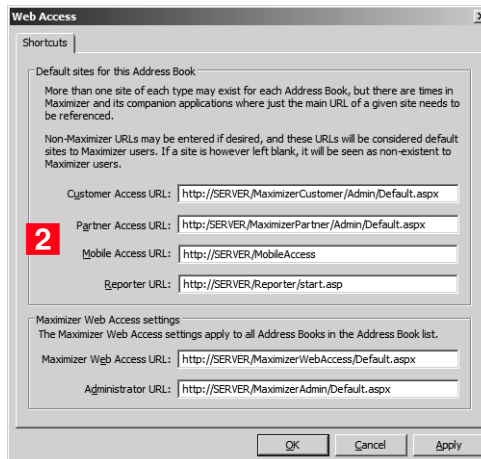 Web Access
Shortcuts
Default sites for this Address Book
More than one site of each type may exist for each Address Book, but there are times in
Maximizer and its companion applications where just the main URL of a given site needs to
be referenced.
Non-Maximizer URLs may be entered if desired, and these URLs will be considered default
sites to Maximizer users. If a site is however left blank, it will be seen as non-existent to
Maximizer users.
Customer Access URL: http://SERVER/MaximizerCustomer/Admin/Default.aspx
Partner Access URL: http:/SERVER/MaximizerPartner/Admin/Default.aspx
2
Mobile Access URL: http://SERVER/MobileAccess
Reporter URL: http://SERVER/Reporter/start.asp
Maximizer Web Access settings
The Maximizer Web Access settings apply to all Address Books in the Address Book list.
Maximizer Web Access URL: http://SERVER/MaximizerWebAccess/Default.aspx
Administrator URL: http://SERVER/MaximizerAdmin/Default.aspx
OK Cancel Apply